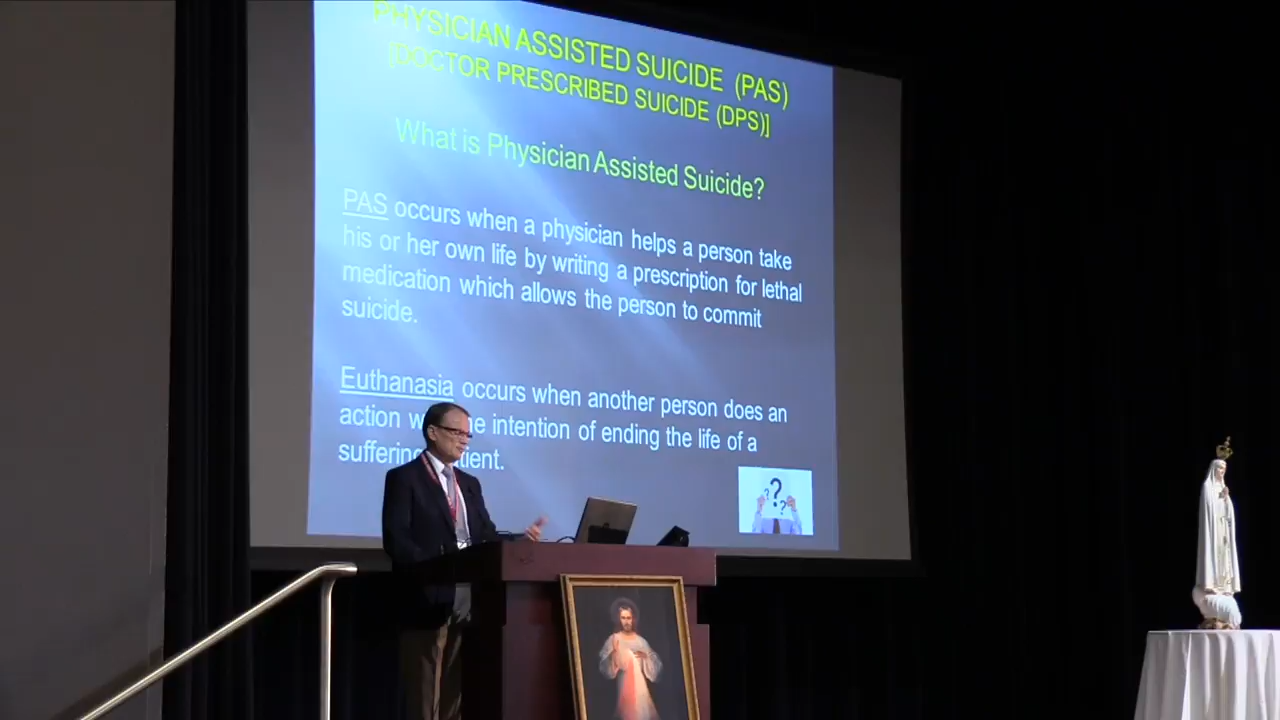 PHYSICIAN ASSISTED SUICIDE (PAS)
[DOCTOR PRESCRIBED SUICIDE (DPS)]
What is Physician Assisted Suicide?
PAS occurs when a physician helps a person take
his or her own life by writing a prescription for lethal
medication which allows the person to commit
suicide.
Euthanasia occurs when another person does an
action intention of ending the life of a
suffering
? ? ?